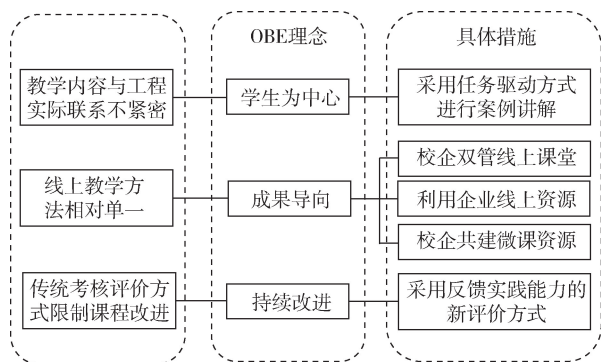 OBE理念
具体措施
教学内容与工程
实际联系不紧密
学生为中心
采用任务驱动方式
进行案例讲解
线上教学方
法相对单一
成果导向
校企双管线上课堂
利用企业线上资源
校企共建微课资源
传统考核评价方
式限制课程改进
持续改进
采用反馈实践能力的
新评价方式